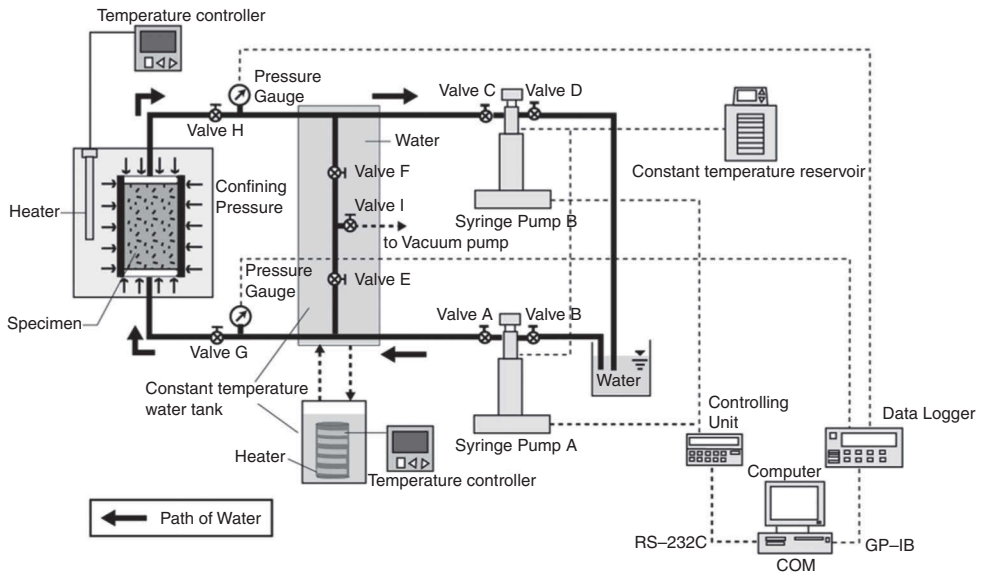 Temperature controller
Pressure
Gauge
Valve H
Valve C
Valve D
Water
Constant temperature reservoir
Valve F
Confining
Pressure
Heater
Valve I
Syringe Pump B
to Vacuum pump
Pressure
Gauge
Valve E
Specimen
Valve G
Valve A
Valve B
Water
Constant temperature
water tank
Syringe Pump A
Controlling
Unit
Data Logger
Heater
Temperature controller
Computer
Path of Water
RS–232C
GP–IB
COM